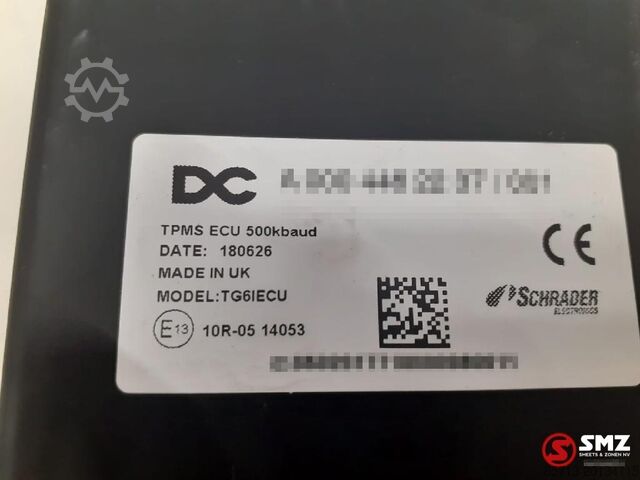 DC
TPMS ECU 500kbaud
DATE: 180626
MADE IN UK
MODEL:TG6IECU
CE
SCHRADER
ELECTRONICS
E13 10R-05 14053
SMZ
SHEETS & ZONEN NV